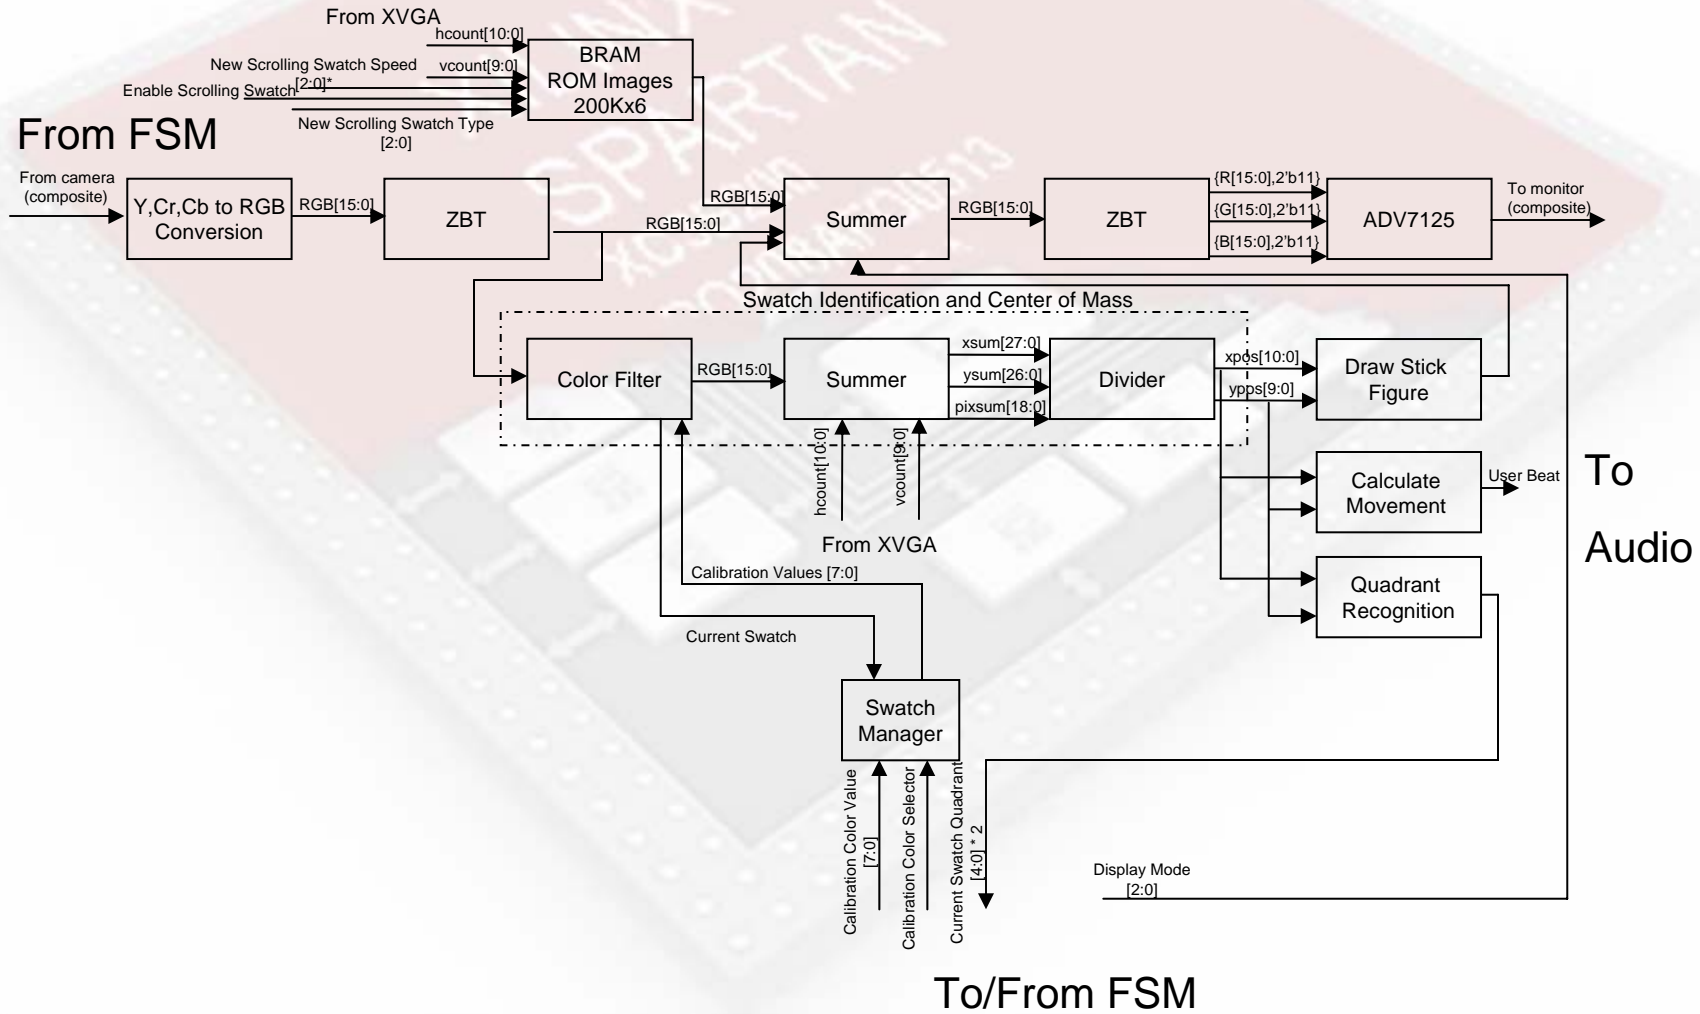 From XVGA
hcount[10:0]
vcount[9:0]
New Scrolling Swatch Speed
[2:0]*
Enable Scrolling Swatch
New Scrolling Swatch Type
[2:0]
BRAM
ROM Images
200Kx6
From FSM
From camera
(composite)
Y,Cr,Cb to RGB
Conversion
RGB[15:0]
ZBT
RGB[15:0]
RGB[15:0]
Summer
RGB[15:0]
ZBT
{R[15:0],2'b11}
{G[15:0],2'b11}
{B[15:0],2'b11}
ADV7125
To monitor
(composite)
Swatch Identification and Center of Mass
Color Filter
RGB[15:0]
Summer
xsum[27:0]
ysum[26:0]
pixsum[18:0]
Divider
xpos[10:0]
ypos[9:0]
Draw Stick
Figure
hcount[10:0]
vcount[9:0]
From XVGA
Calculate
Movement
User Beat
To
Audio
Quadrant
Recognition
Calibration Values [7:0]
Current Swatch
Swatch
Manager
Calibration Color Value
[7:0]
Calibration Color Selector
Current Swatch Quadrant
[4:0] * 2
Display Mode
[2:0]
To/From FSM
SPARTAN